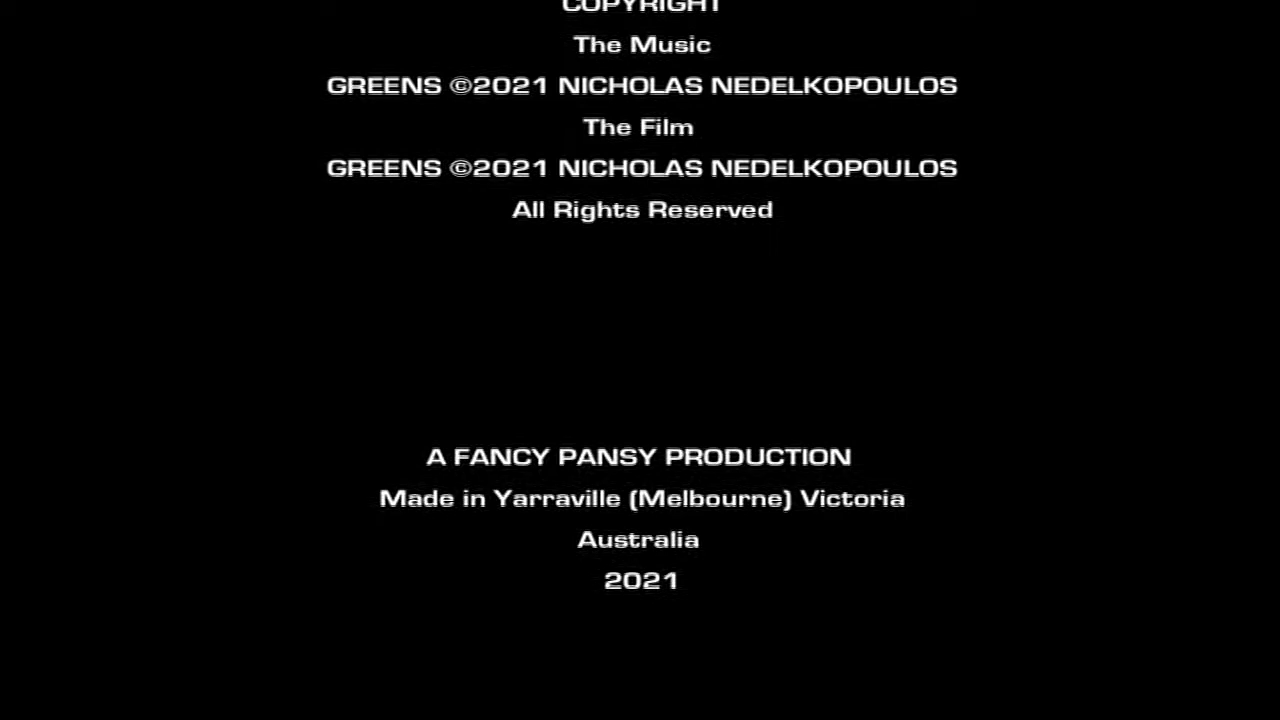 COPYRIGHT
The Music
GREENS ©2021 NICHOLAS NEDELKOPOULOS
The Film
GREENS ©2021 NICHOLAS NEDELKOPOULOS
All Rights Reserved
A FANCY PANSY PRODUCTION
Made in Yarraville (Melbourne) Victoria
Australia
2021